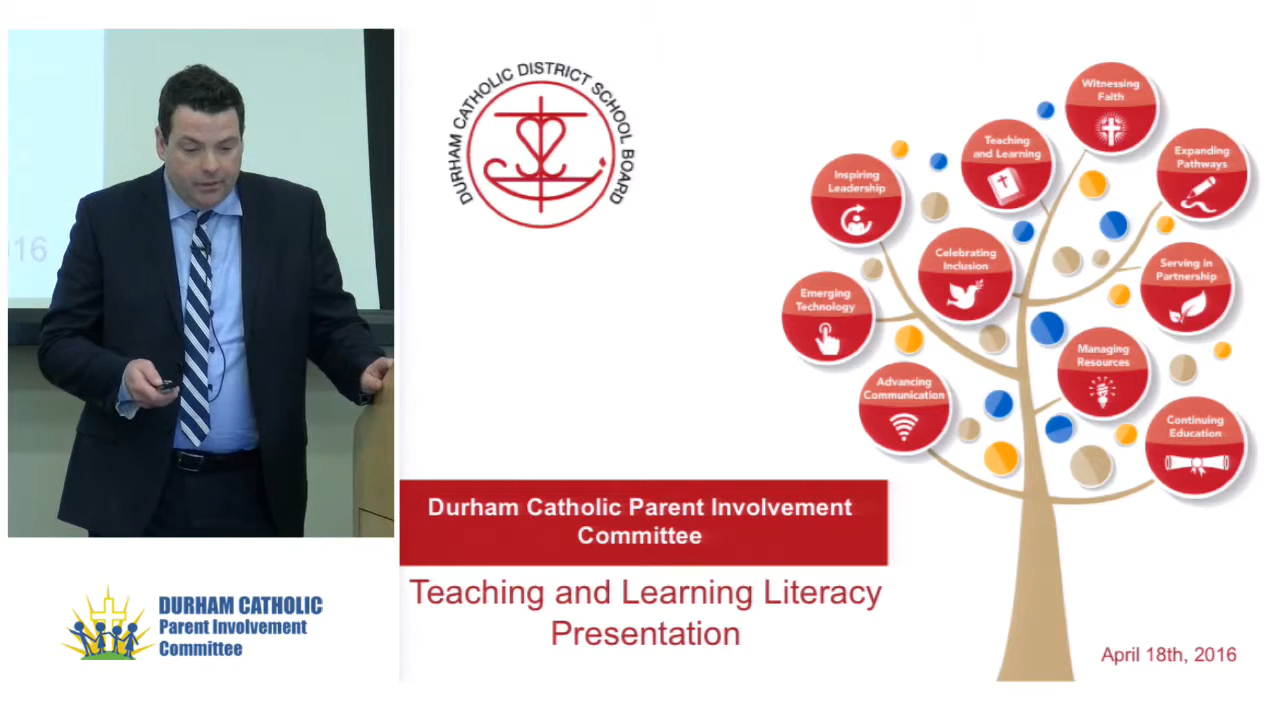 016
DURHAM CATHOLIC
Parent Involvement
Committee
DURHAM CATHOLIC DISTRICT SCHOOL BOARD
Witnessing
Faith
Teaching
and Learning
Expanding
Pathways
Inspiring
Leadership
Celebrating
Inclusion
Serving in
Partnership
Emerging
Technology
Managing
Resources
Advancing
Communication
Continuing
Education
Durham Catholic Parent Involvement
Committee
Teaching and Learning Literacy
Presentation
April 18th, 2016